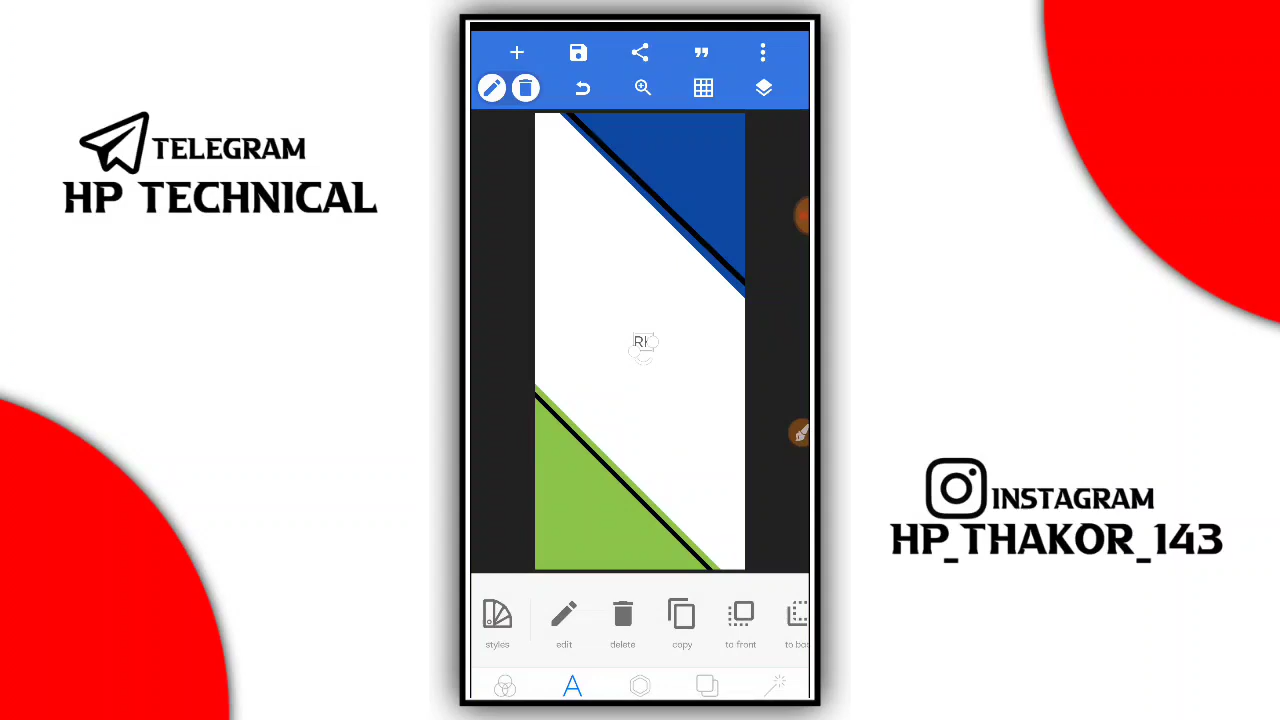 TELEGRAM
HP TECHNICAL
INSTAGRAM
HP_THAKOR_143
styles
edit
delete
copy
to front